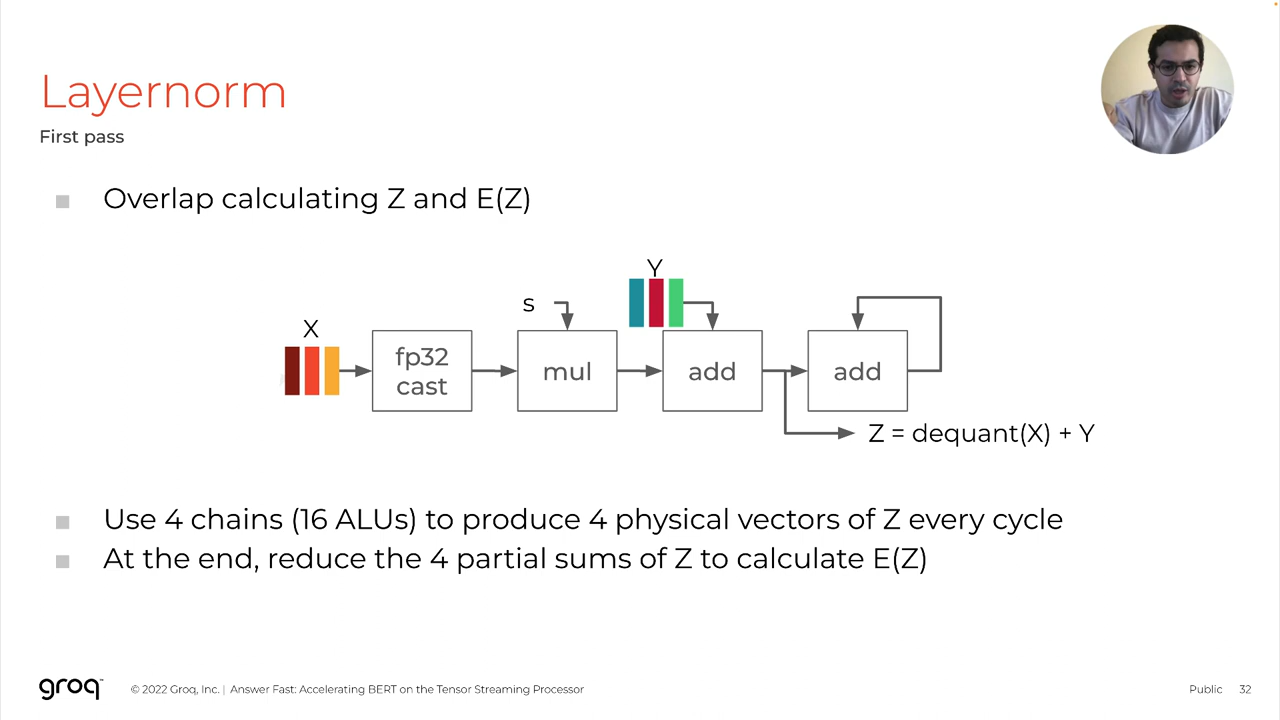 Layernorm
First pass
Overlap calculating Z and E(Z)
Y
s
X
fp32
cast
mul
add
add
Z = dequant(X) + Y
Use 4 chains (16 ALUs) to produce 4 physical vectors of Z every cycle
At the end, reduce the 4 partial sums of Z to calculate E(Z)
groq™
© 2022 Groq, Inc. | Answer Fast: Accelerating BERT on the Tensor Streaming Processor
Public 32